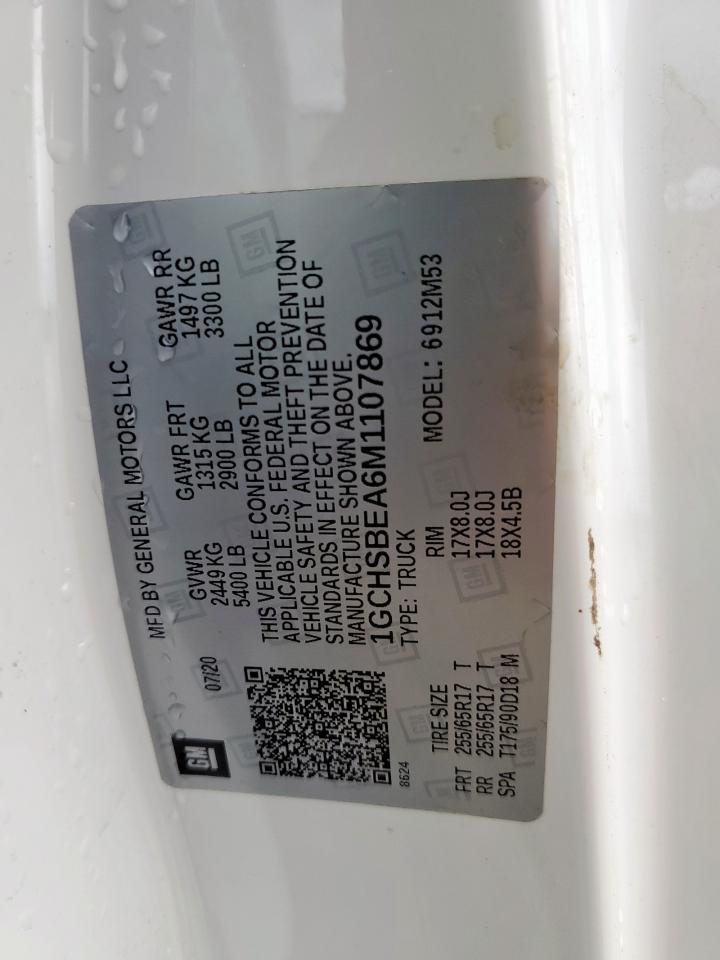 GM
MFD BY GENERAL MOTORS LLC
07/20
GVWR GAWR FRT GAWR RR
2449 KG 1315 KG 1497 KG
5400 LB 2900 LB 3300 LB
THIS VEHICLE CONFORMS TO ALL
APPLICABLE U.S. FEDERAL MOTOR
VEHICLE SAFETY AND THEFT PREVENTION
STANDARDS IN EFFECT ON THE DATE OF
MANUFACTURE SHOWN ABOVE.
1GCHSBEA6M1107869
8624 TYPE: TRUCK MODEL: 6912M53
TIRE SIZE RIM
FRT 255/65R17 T 17X8.0J
RR 255/65R17 T 17X8.0J
SPA T175/90D18 M 18X4.5B